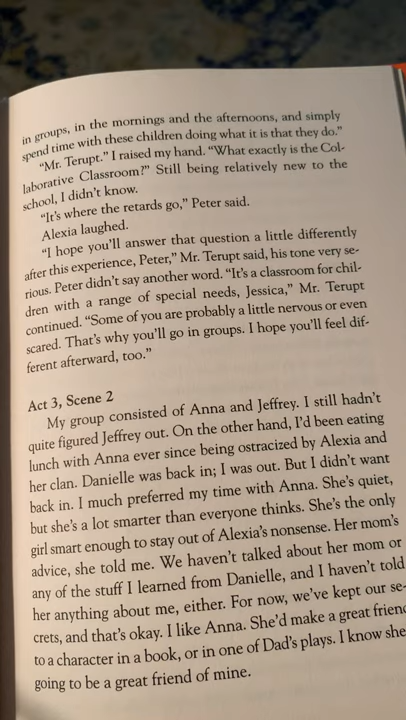 in groups, in the mornings and the afternoons, and simply
spend time with these children doing what it is that they do.”
“Mr. Terupt.” I raised my hand. “What exactly is the Col-
laborative Classroom?” Still being relatively new to the
school, I didn’t know.
“It’s where the retards go,” Peter said.
Alexia laughed.
“I hope you’ll answer that question a little differently
after this experience, Peter,” Mr. Terupt said, his tone very se-
rious. Peter didn’t say another word. “It’s a classroom for chil-
dren with a range of special needs, Jessica,” Mr. Terupt
continued. “Some of you are probably a little nervous or even
scared. That’s why you’ll go in groups. I hope you’ll feel dif-
ferent afterward, too.”
Act 3, Scene 2
My group consisted of Anna and Jeffrey. I still hadn’t
quite figured Jeffrey out. On the other hand, I’d been eating
lunch with Anna ever since being ostracized by Alexia and
her clan. Danielle was back in; I was out. But I didn’t want
back in. I much preferred my time with Anna. She’s quiet,
but she’s a lot smarter than everyone thinks. She’s the only
girl smart enough to stay out of Alexia’s nonsense. Her mom’s
advice, she told me. We haven’t talked about her mom or
any of the stuff I learned from Danielle, and I haven’t told
her anything about me, either. For now, we’ve kept our se-
crets, and that’s okay. I like Anna. She’d make a great friend
to a character in a book, or in one of Dad’s plays. I know she
going to be a great friend of mine.